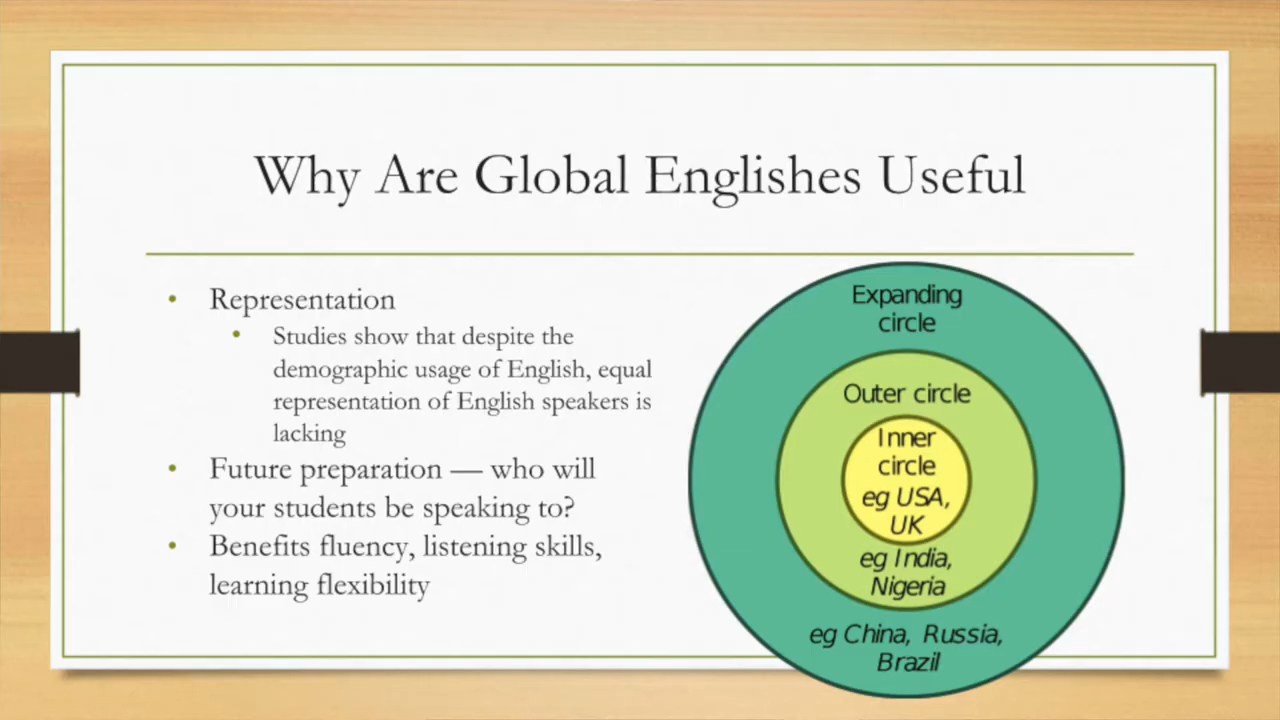 Why Are Global Englishes Useful
• Representation
• Studies show that despite the
demographic usage of English, equal
representation of English speakers is
lacking
• Future preparation — who will
your students be speaking to?
• Benefits fluency, listening skills,
learning flexibility
Expanding
circle
Outer circle
Inner
circle
eg USA,
UK
eg India,
Nigeria
eg China, Russia,
Brazil